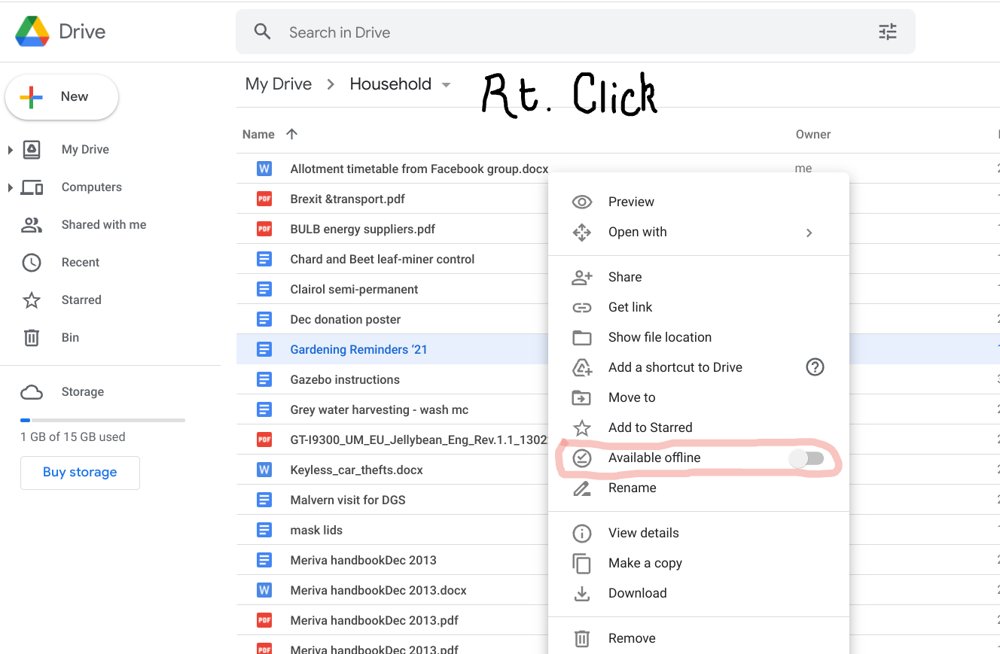 Drive
Search in Drive
New
My Drive
Computers
Shared with me
Recent
Starred
Bin
Storage
1 GB of 15 GB used
Buy storage
My Drive > Household
Rt. Click
Name
Owner
Allotment timetable from Facebook group.docx
me
Brexit &transport.pdf
BULB energy suppliers.pdf
Chard and Beet leaf-miner control
Clairol semi-permanent
Dec donation poster
Gardening Reminders ‘21
Gazebo instructions
Grey water harvesting - wash mc
GT-I9300_UM_EU_Jellybean_Eng_Rev.1.1_1302
Keyless_car_thefts.docx
Malvern visit for DGS
mask lids
Meriva handbookDec 2013
Meriva handbookDec 2013.docx
Meriva handbookDec 2013.pdf
Meriva handbookDec 2013.pdf
Preview
Open with
Share
Get link
Show file location
Add a shortcut to Drive
Move to
Add to Starred
Available offline
Rename
View details
Make a copy
Download
Remove